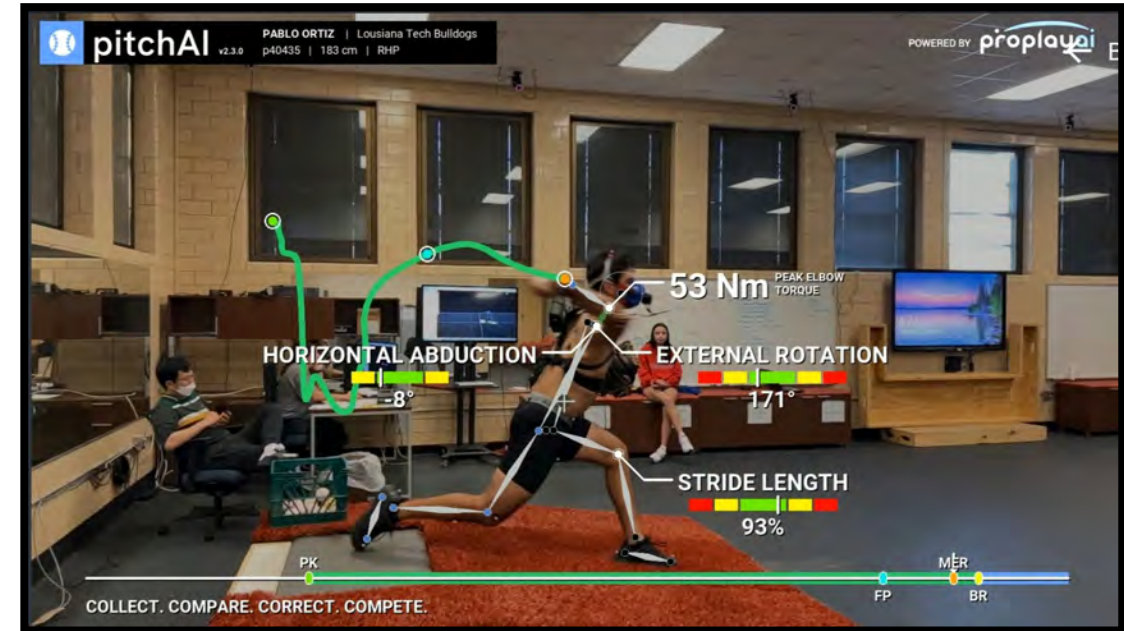 pitchAI v2.3.0
PABLO ORTIZ | Lousiana Tech Bulldogs
p40435 | 183 cm | RHP
POWERED BY proplayai
53 Nm PEAK ELBOW TORQUE
HORIZONTAL ABDUCTION
-8°
EXTERNAL ROTATION
171°
STRIDE LENGTH
93%
PK
MER
FP
BR
COLLECT. COMPARE. CORRECT. COMPETE.